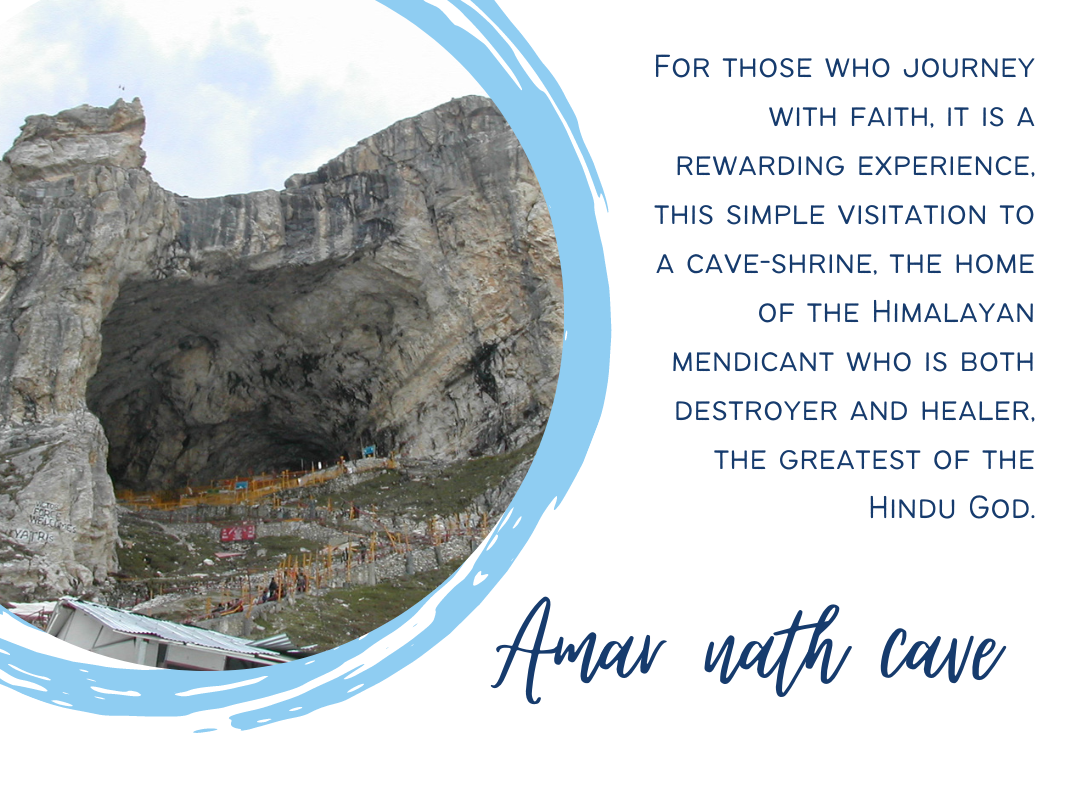 For those who journey
with faith, it is a
rewarding experience,
this simple visitation to
a cave-shrine, the home
of the Himalayan
mendicant who is both
destroyer and healer,
the greatest of the
Hindu God.
Amar nath cave
YATRIS